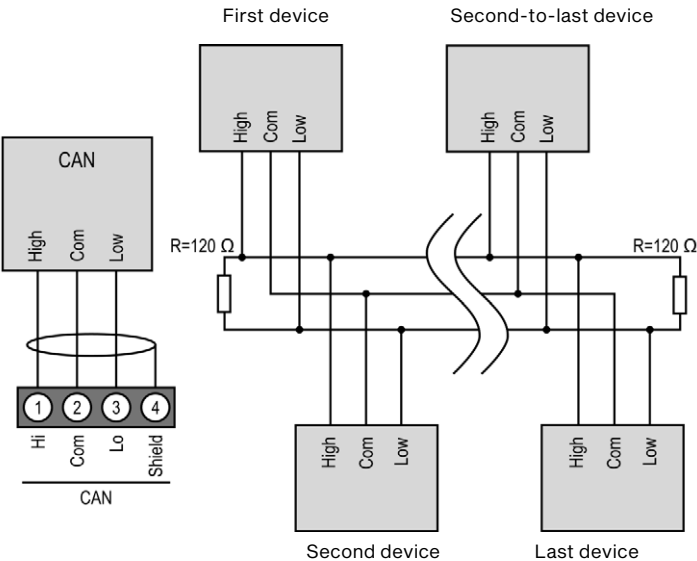 First device
Second-to-last device
High
Com
Low
High
Com
Low
CAN
High
Com
Low
R=120 Ω
R=120 Ω
1
2
3
4
Hi
Com
Lo
Shield
CAN
High
Com
Low
High
Com
Low
Second device
Last device